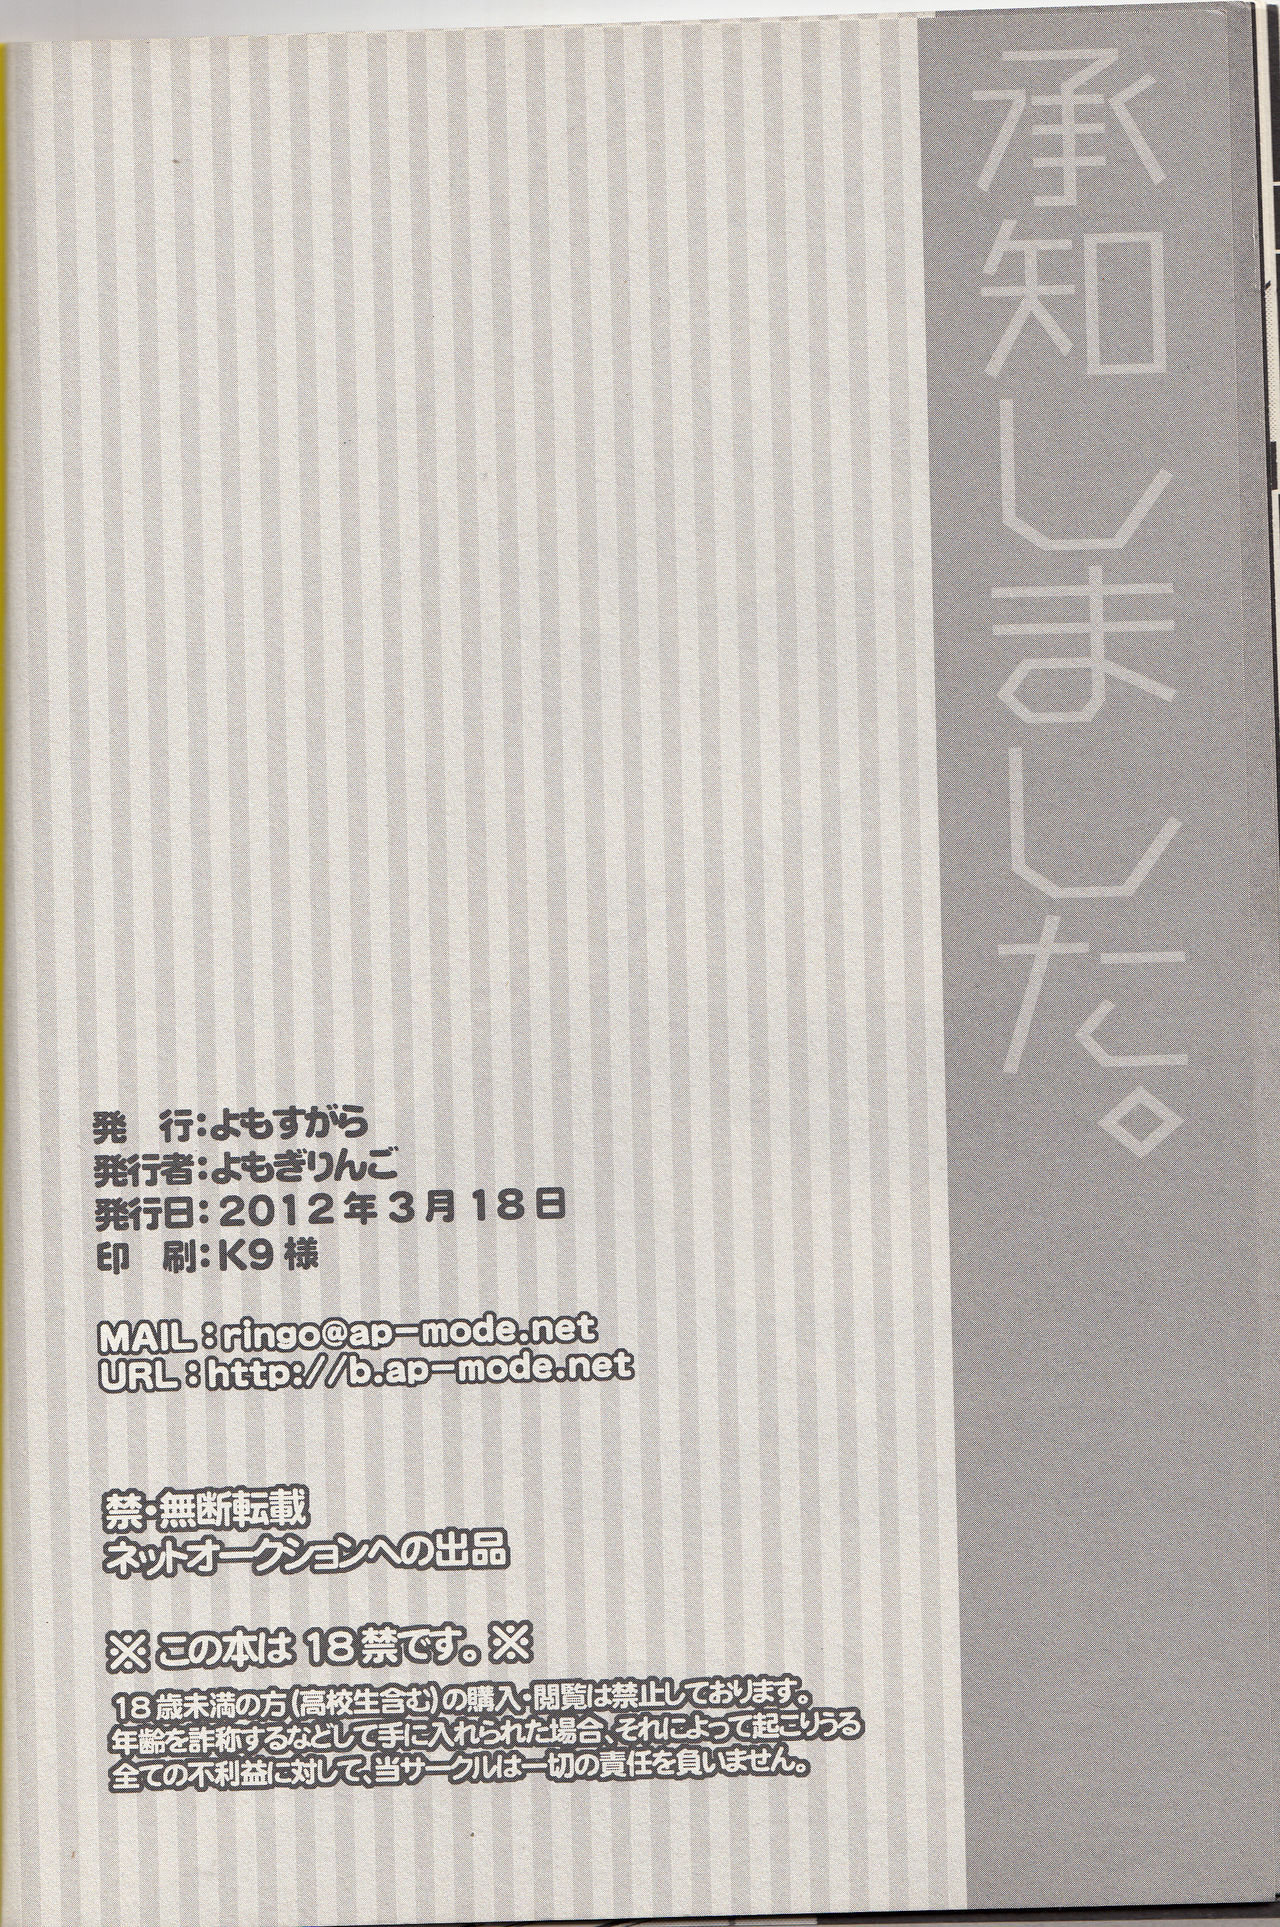 承知しました。
発　行：よもすがら
発行者：よもぎりんご
発行日：2012年3月18日
印　刷：K9様
MAIL：ringo@ap-mode.net
URL：http://b.ap-mode.net
禁・無断転載
ネットオークションへの出品
※この本は18禁です。※
18歳未満の方(高校生含む)の購入・閲覧は禁止しております。
年齢を詐称するなどして手に入れられた場合、それによって起こりうる
全ての不利益に対して、当サークルは一切の責任を負いません。